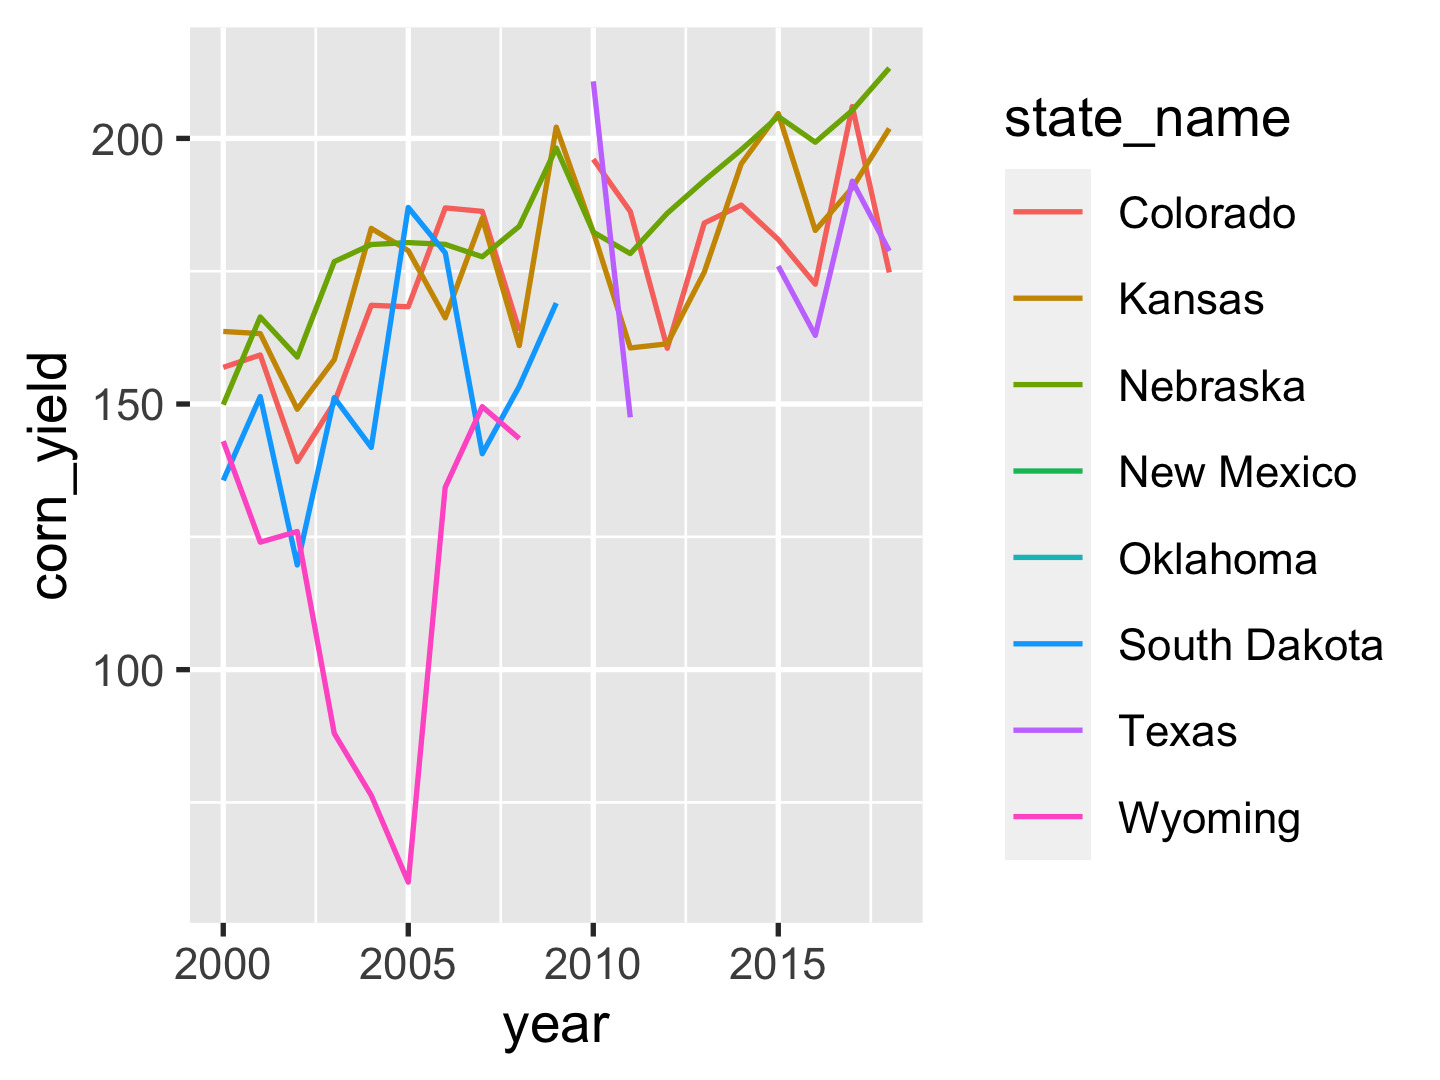 state_name
Colorado
Kansas
Nebraska
New Mexico
Oklahoma
South Dakota
Texas
Wyoming
corn_yield
200
150
100
2000 2005 2010 2015
year